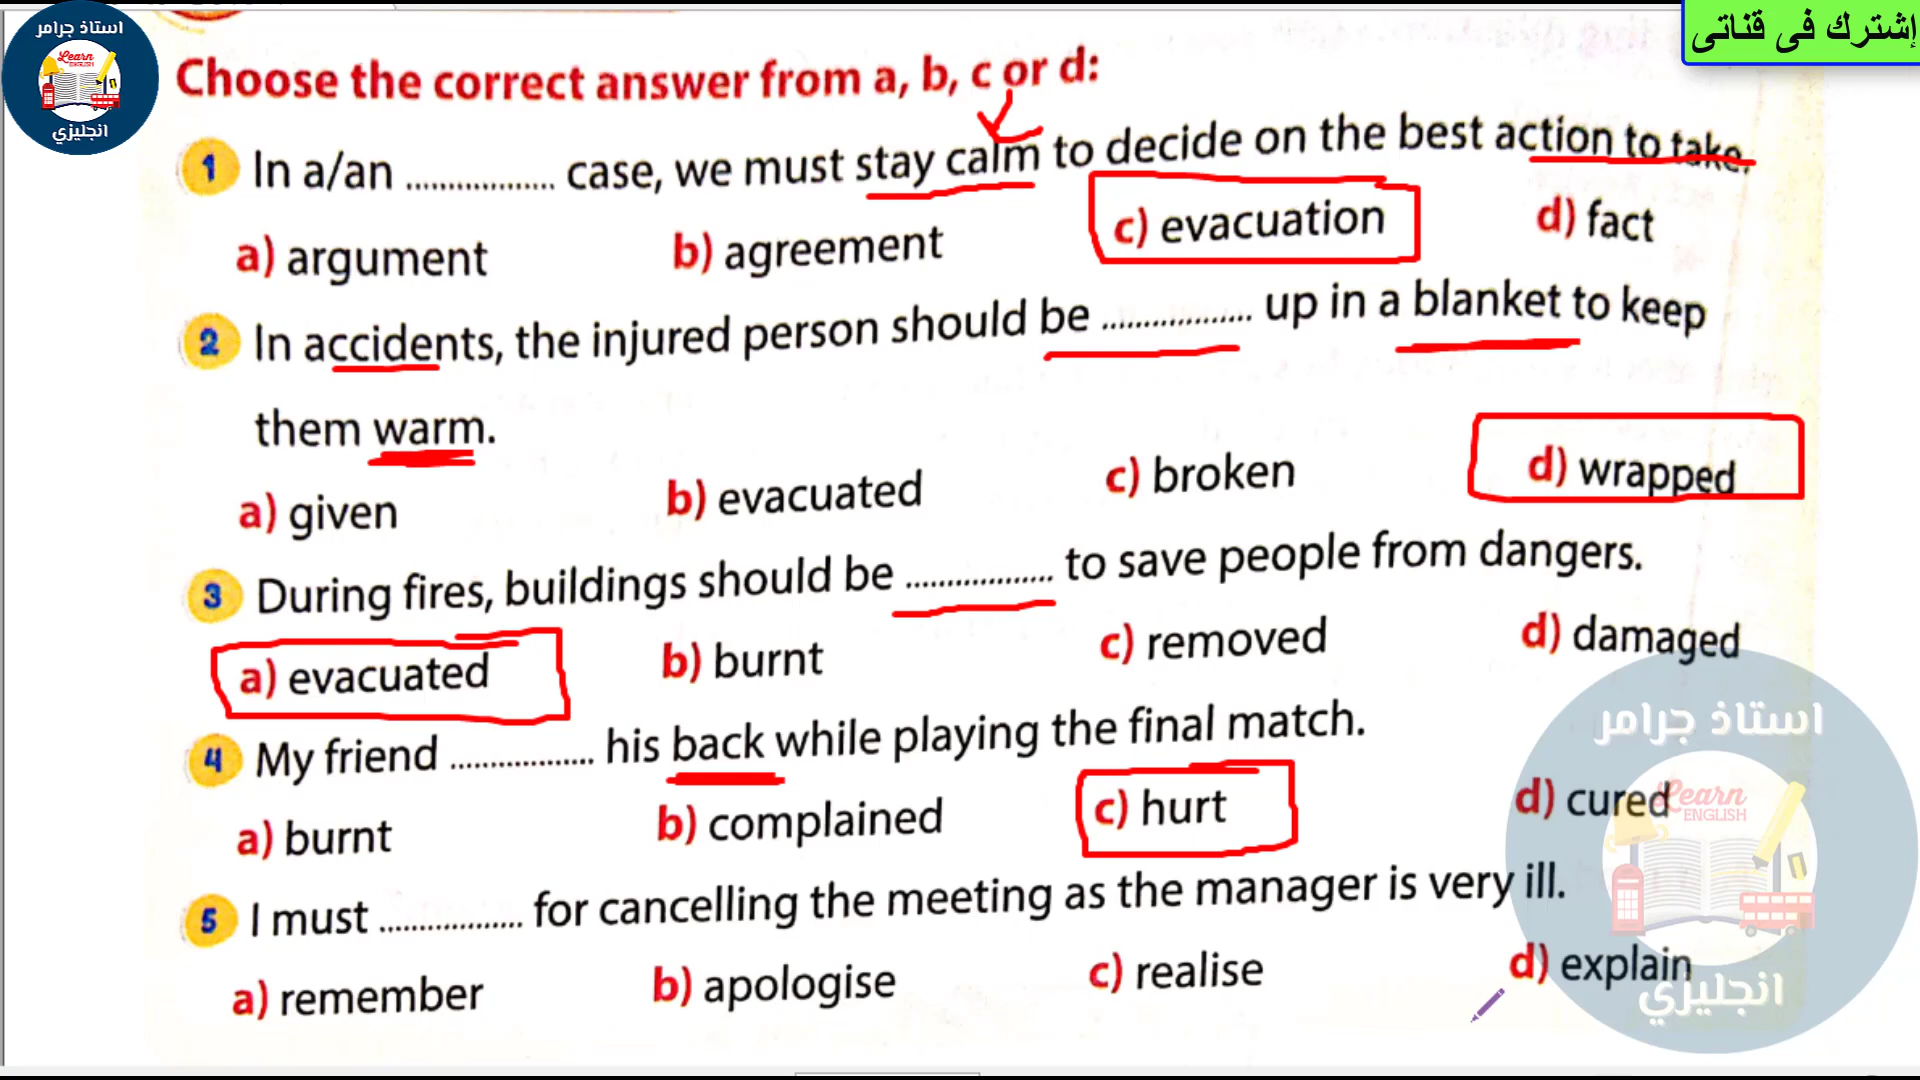 استاذ جرامر
Learn
ENGLISH
انجليزي
إشترك فى قناتى
Choose the correct answer from a, b, c or d:
1 In a/an .................. case, we must stay calm to decide on the best action to take.
a) argument b) agreement c) evacuation d) fact
2 In accidents, the injured person should be .................. up in a blanket to keep
them warm.
a) given b) evacuated c) broken d) wrapped
3 During fires, buildings should be .................. to save people from dangers.
a) evacuated b) burnt c) removed d) damaged
4 My friend .................. his back while playing the final match.
a) burnt b) complained c) hurt d) cured
5 I must .................. for cancelling the meeting as the manager is very ill.
a) remember b) apologise c) realise d) explain
استاذ جرامر
Learn
ENGLISH
انجليزي